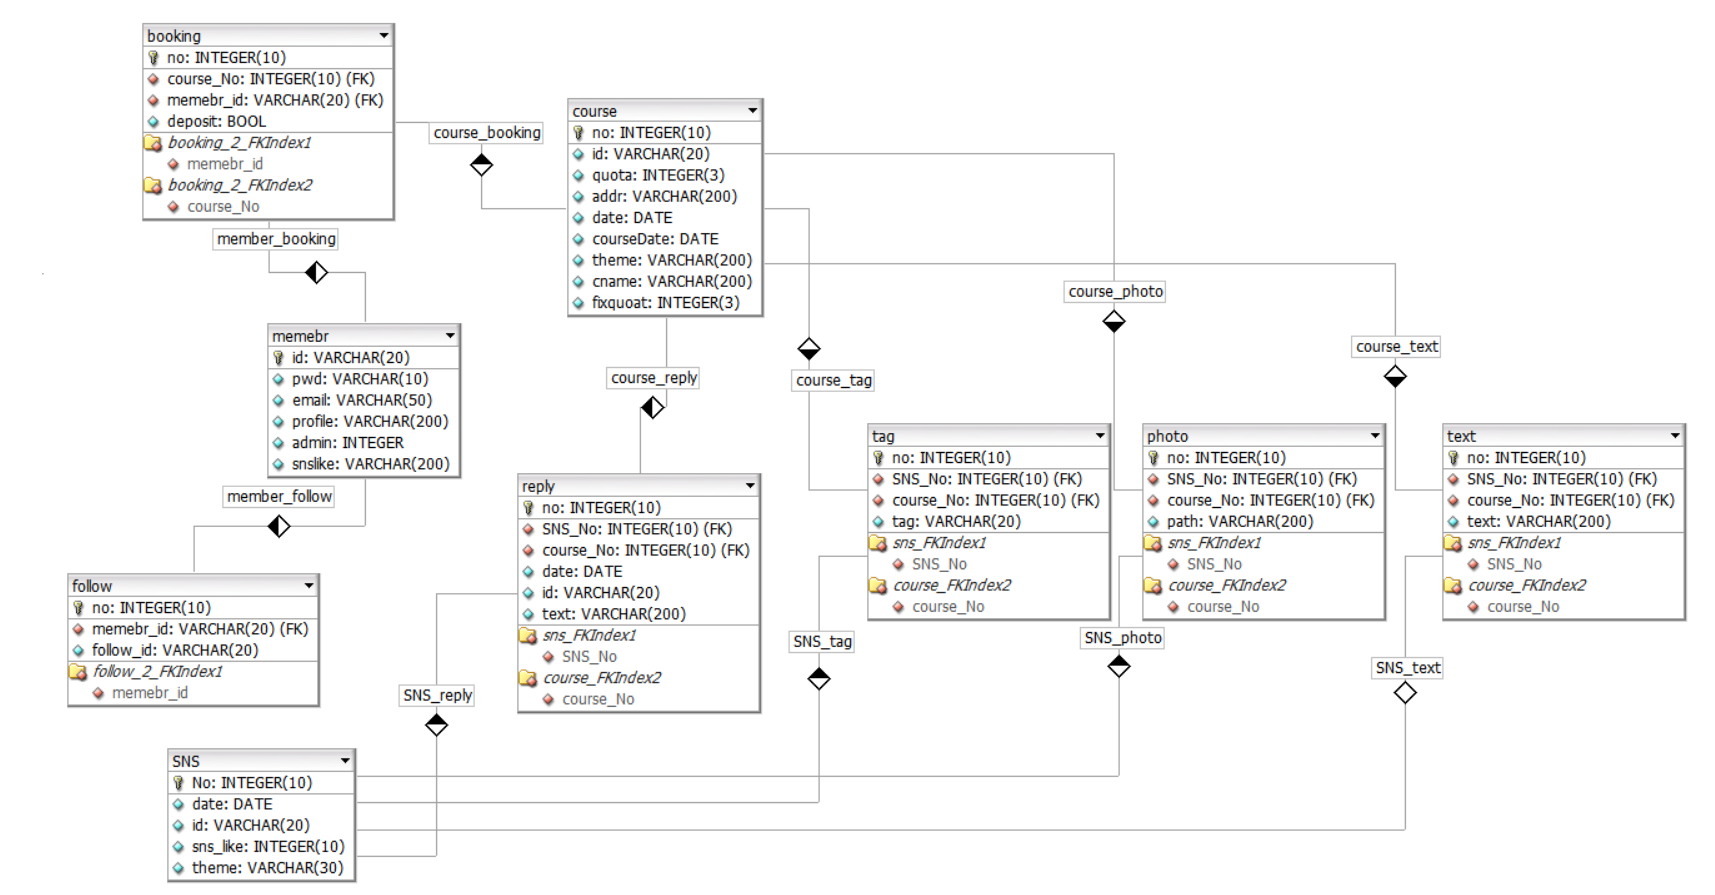 booking
no: INTEGER(10)
course_No: INTEGER(10) (FK)
memebr_id: VARCHAR(20) (FK)
deposit: BOOL
booking_2_FKIndex1
memebr_id
booking_2_FKIndex2
course_No
course_booking
course
no: INTEGER(10)
id: VARCHAR(20)
quota: INTEGER(3)
addr: VARCHAR(200)
date: DATE
courseDate: DATE
theme: VARCHAR(200)
cname: VARCHAR(200)
fixquoat: INTEGER(3)
member_booking
course_photo
memebr
id: VARCHAR(20)
pwd: VARCHAR(10)
email: VARCHAR(50)
profile: VARCHAR(200)
admin: INTEGER
snslike: VARCHAR(200)
course_reply
course_tag
course_text
member_follow
tag
no: INTEGER(10)
SNS_No: INTEGER(10) (FK)
course_No: INTEGER(10) (FK)
tag: VARCHAR(20)
sns_FKIndex1
SNS_No
course_FKIndex2
course_No
photo
no: INTEGER(10)
SNS_No: INTEGER(10) (FK)
course_No: INTEGER(10) (FK)
path: VARCHAR(200)
sns_FKIndex1
SNS_No
course_FKIndex2
course_No
text
no: INTEGER(10)
SNS_No: INTEGER(10) (FK)
course_No: INTEGER(10) (FK)
text: VARCHAR(200)
sns_FKIndex1
SNS_No
course_FKIndex2
course_No
reply
no: INTEGER(10)
SNS_No: INTEGER(10) (FK)
course_No: INTEGER(10) (FK)
date: DATE
id: VARCHAR(20)
text: VARCHAR(200)
sns_FKIndex1
SNS_No
course_FKIndex2
course_No
follow
no: INTEGER(10)
memebr_id: VARCHAR(20) (FK)
follow_id: VARCHAR(20)
follow_2_FKIndex1
memebr_id
SNS_tag
SNS_photo
SNS_text
SNS_reply
SNS
No: INTEGER(10)
date: DATE
id: VARCHAR(20)
sns_like: INTEGER(10)
theme: VARCHAR(30)